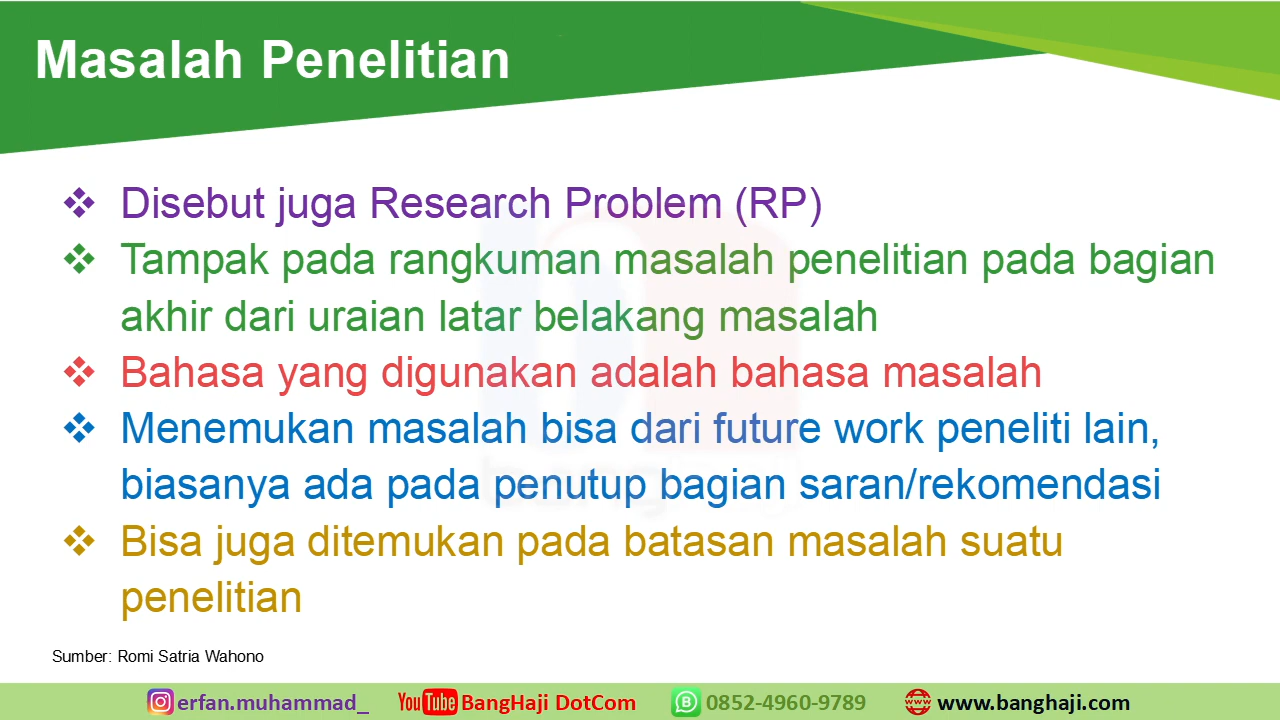 Masalah Penelitian
❖ Disebut juga Research Problem (RP)
❖ Tampak pada rangkuman masalah penelitian pada bagian
akhir dari uraian latar belakang masalah
❖ Bahasa yang digunakan adalah bahasa masalah
❖ Menemukan masalah bisa dari future work peneliti lain,
biasanya ada pada penutup bagian saran/rekomendasi
❖ Bisa juga ditemukan pada batasan masalah suatu
penelitian
Sumber: Romi Satria Wahono
erfan.muhammad_ YouTube BangHaji DotCom 0852-4960-9789 www.banghaji.com